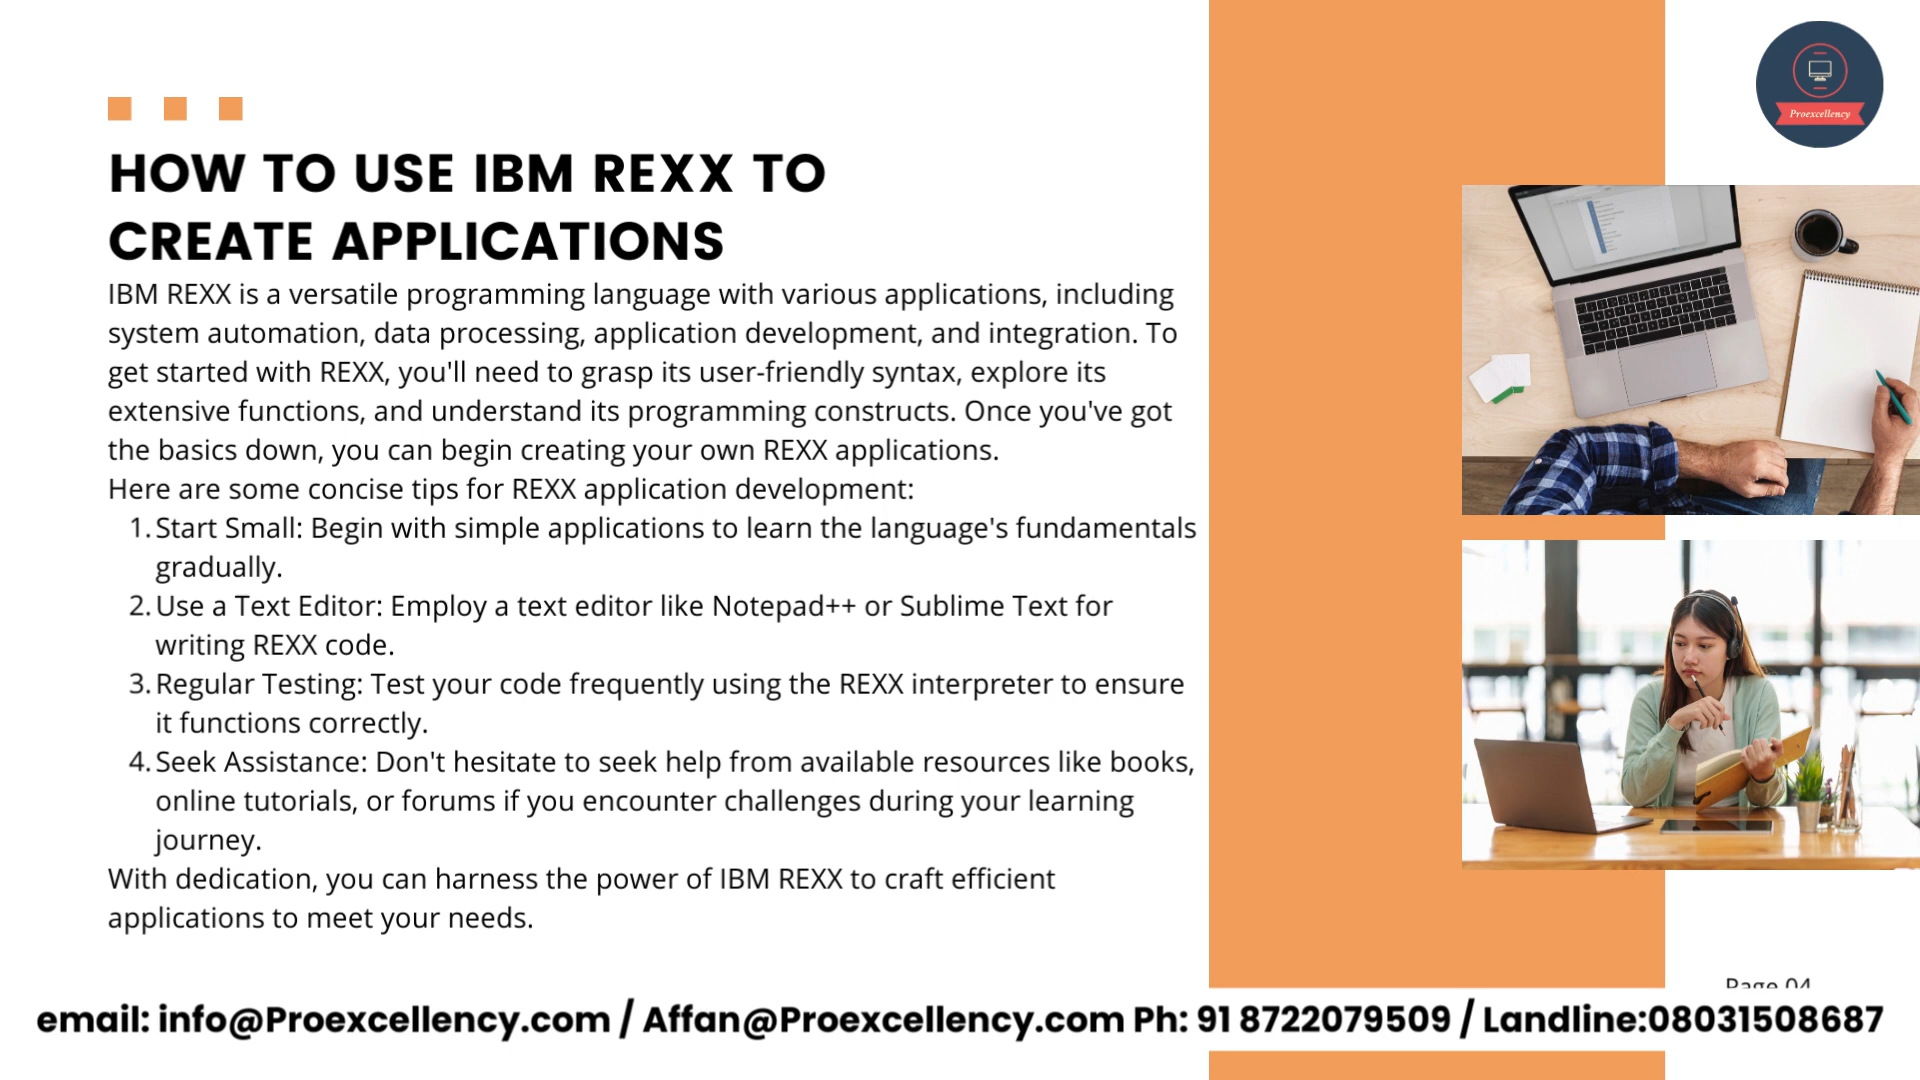 Proexcellency
HOW TO USE IBM REXX TO
CREATE APPLICATIONS
IBM REXX is a versatile programming language with various applications, including
system automation, data processing, application development, and integration. To
get started with REXX, you'll need to grasp its user-friendly syntax, explore its
extensive functions, and understand its programming constructs. Once you've got
the basics down, you can begin creating your own REXX applications.
Here are some concise tips for REXX application development:
1. Start Small: Begin with simple applications to learn the language's fundamentals
gradually.
2. Use a Text Editor: Employ a text editor like Notepad++ or Sublime Text for
writing REXX code.
3. Regular Testing: Test your code frequently using the REXX interpreter to ensure
it functions correctly.
4. Seek Assistance: Don't hesitate to seek help from available resources like books,
online tutorials, or forums if you encounter challenges during your learning
journey.
With dedication, you can harness the power of IBM REXX to craft efficient
applications to meet your needs.
Page 04
email: info@Proexcellency.com / Affan@Proexcellency.com Ph: 91 8722079509 / Landline:08031508687